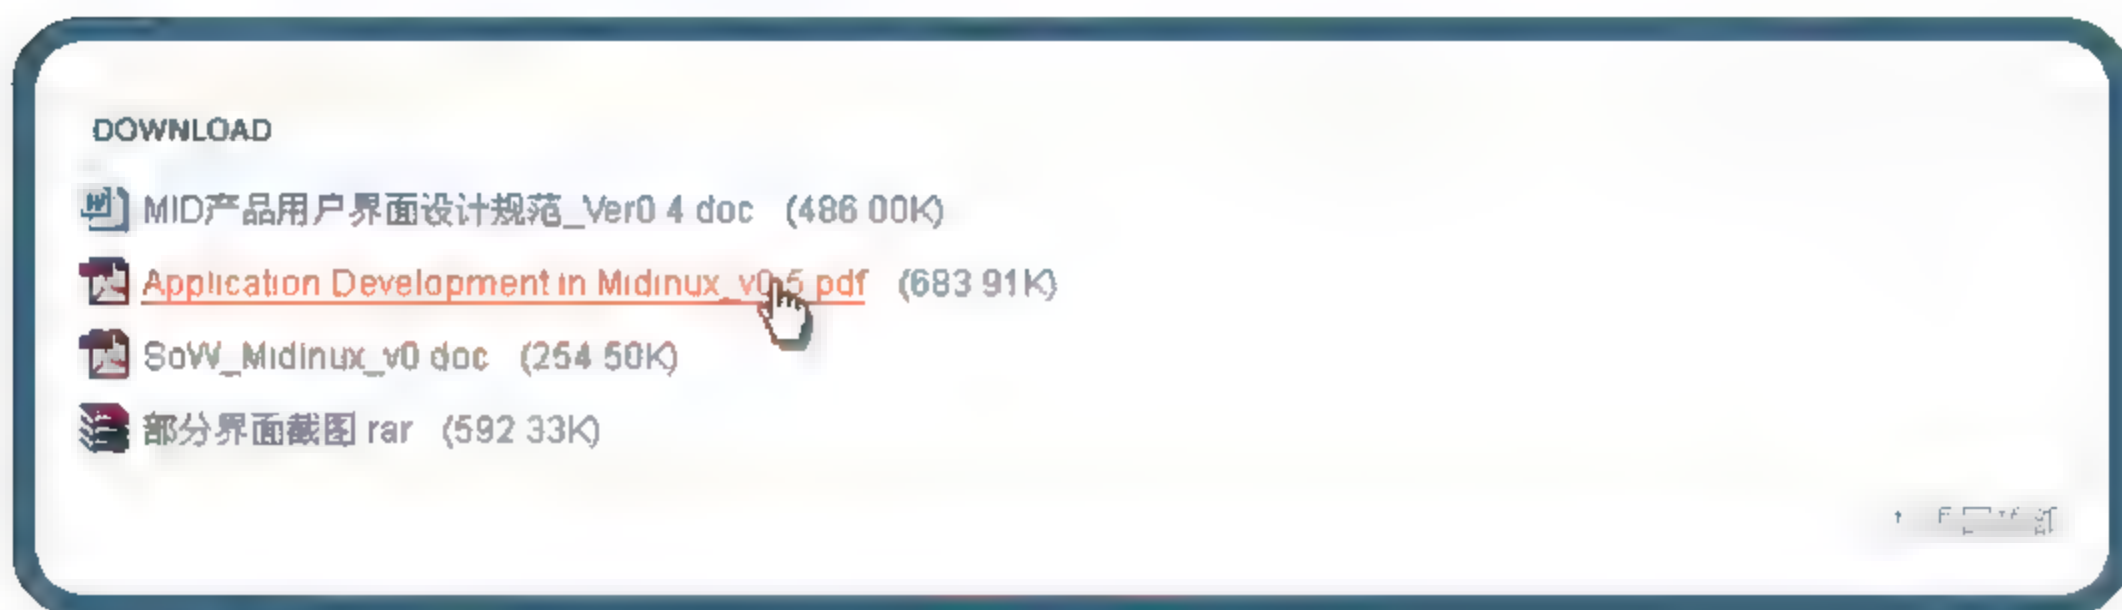 DOWNLOAD
MID产品用户界面设计规范_Ver0 4 doc (486 00K)
Application Development in Midinux_v0 5 pdf (683 91K)
SoW_Midinux_v0 doc (254 50K)
部分界面截图 rar (592 33K)